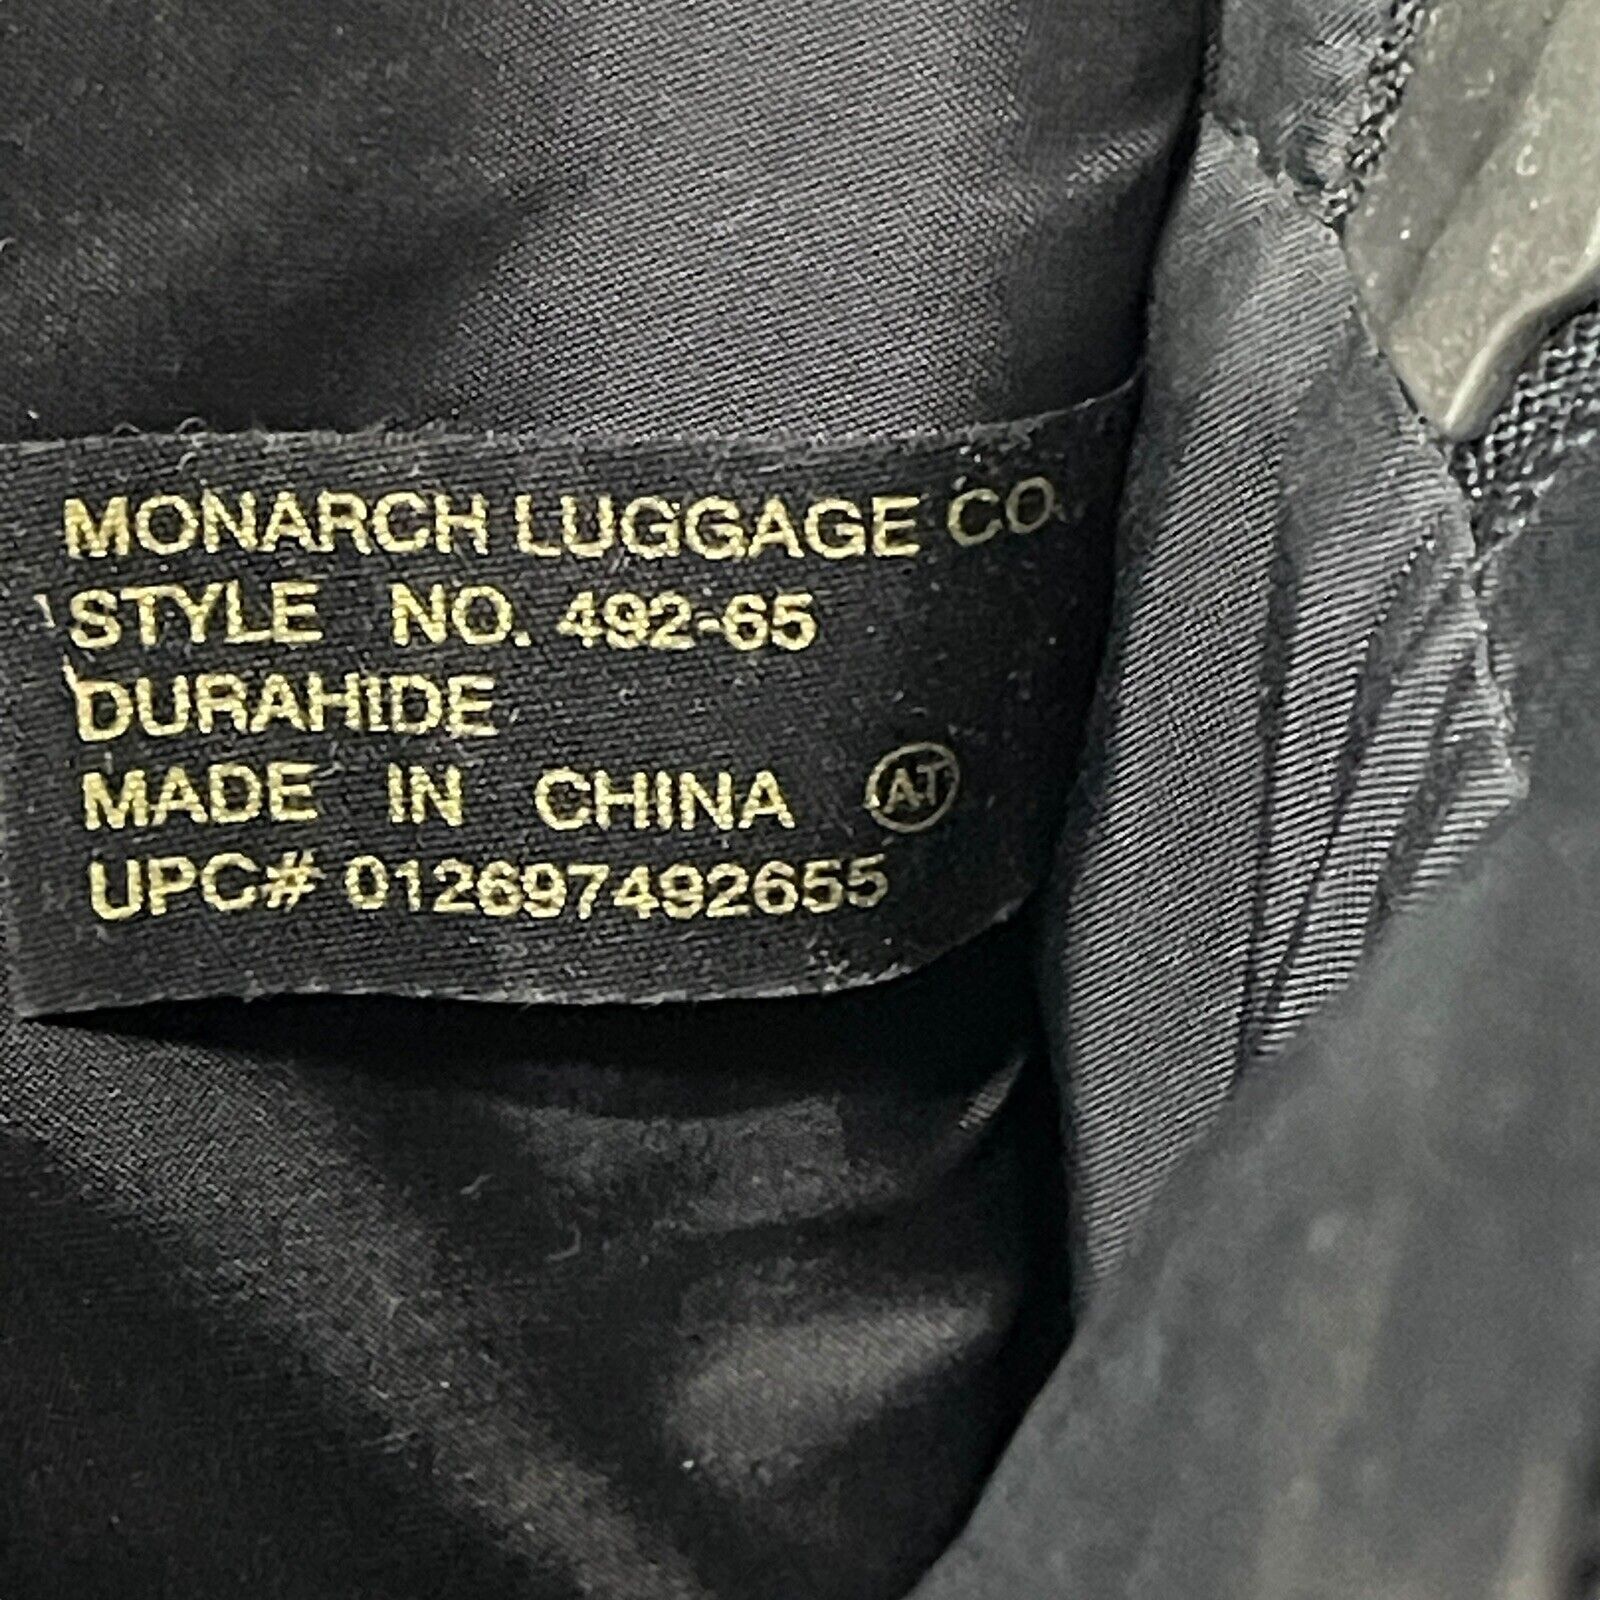 MONARCH LUGGAGE CO.
STYLE NO. 492-65
DURAHIDE
MADE IN CHINA AT
UPC# 012697492655